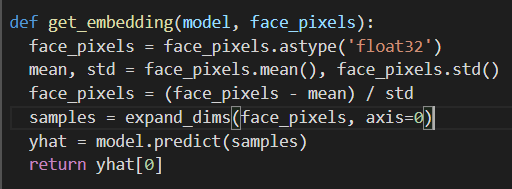 def get_embedding(model, face_pixels):
  face_pixels = face_pixels.astype('float32')
  mean, std = face_pixels.mean(), face_pixels.std()
  face_pixels = (face_pixels - mean) / std
  samples = expand_dims(face_pixels, axis=0)
  yhat = model.predict(samples)
  return yhat[0]